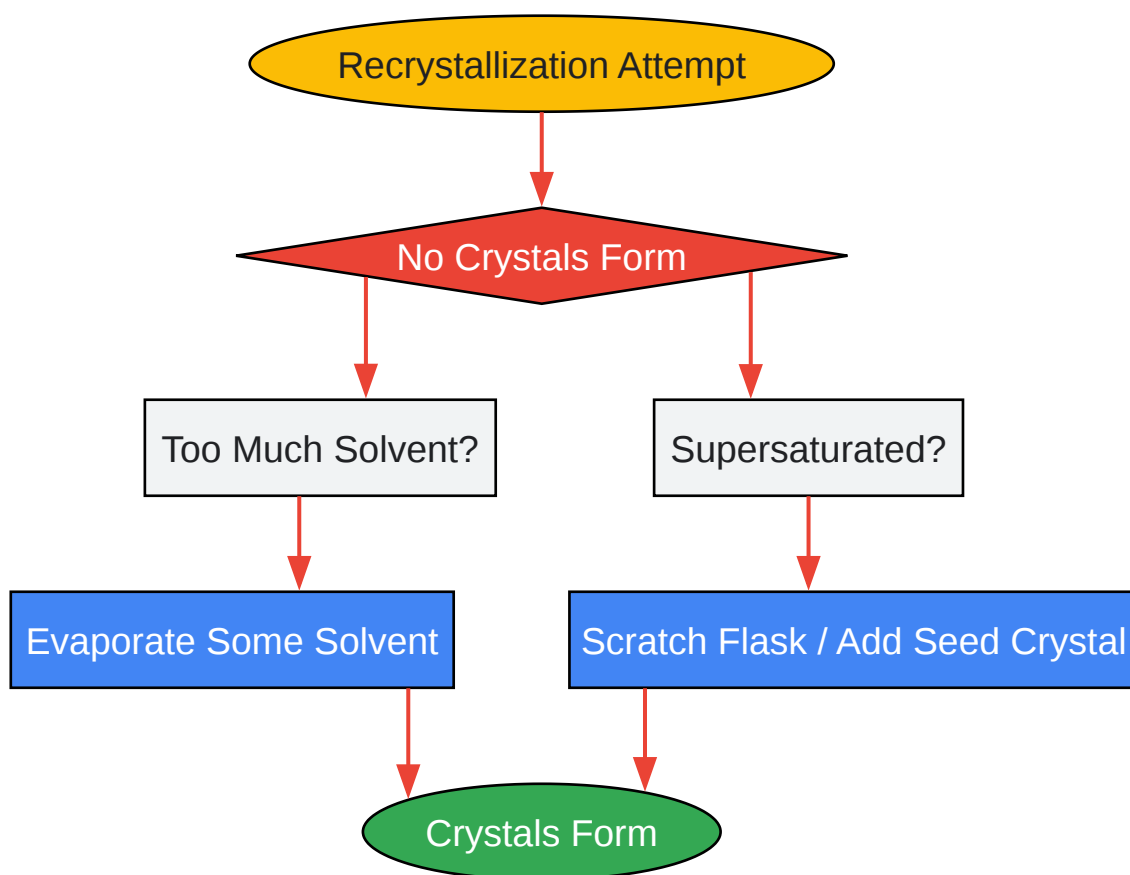 Recrystallization Attempt
No Crystals Form
Too Much Solvent?
Supersaturated?
Evaporate Some Solvent
Scratch Flask / Add Seed Crystal
Crystals Form